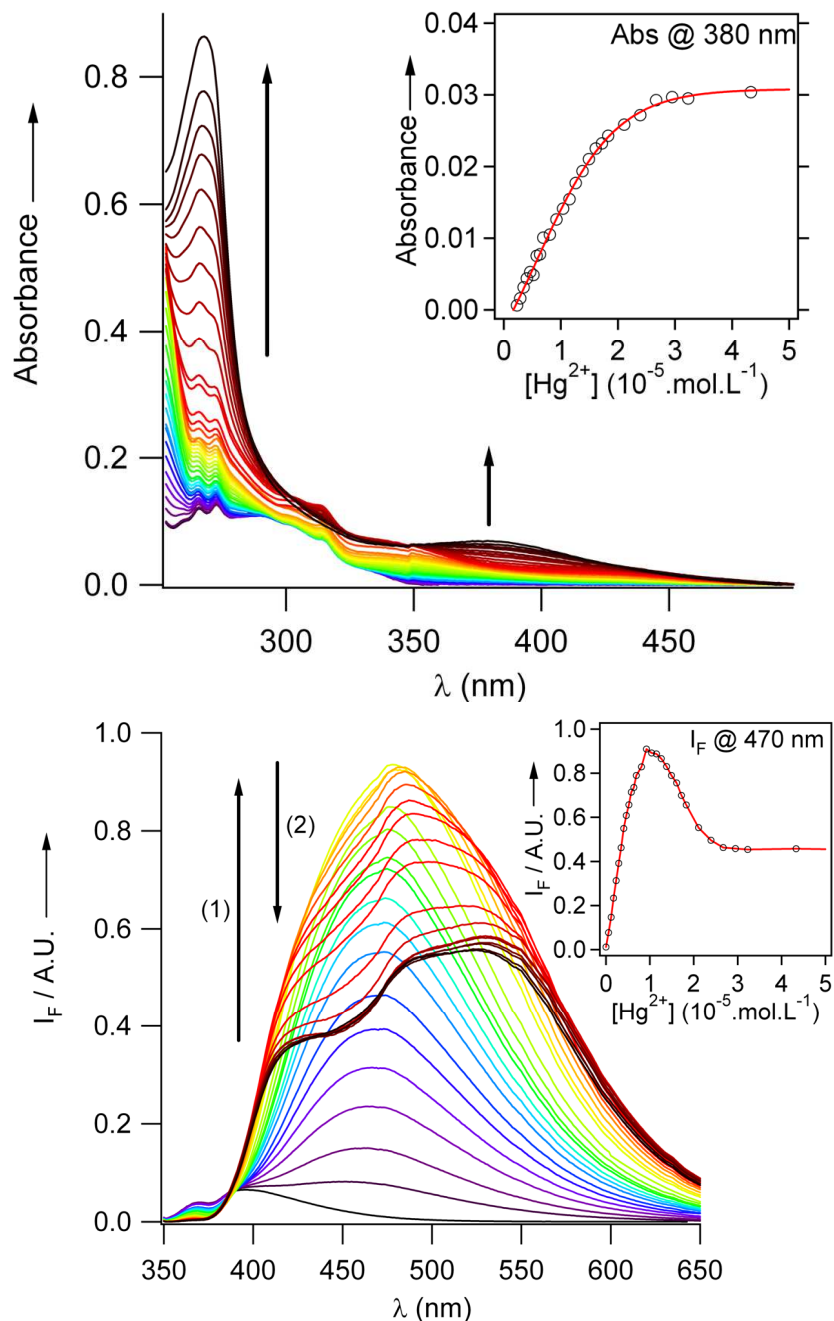 Abs @ 380 nm
0.04
0.03
0.02
0.01
0.00
Absorbance
0 1 2 3 4 5
[Hg2+] (10-5.mol.L-1)
0.8
0.6
0.4
0.2
0.0
Absorbance
300 350 400 450
λ (nm)
IF @ 470 nm
1.0
0.8
0.6
0.4
0.2
0.0
IF / A.U.
0 1 2 3 4 5
[Hg2+] (10-5.mol.L-1)
1.0
0.8
0.6
0.4
0.2
0.0
IF / A.U.
(1)
(2)
350 400 450 500 550 600 650
λ (nm)